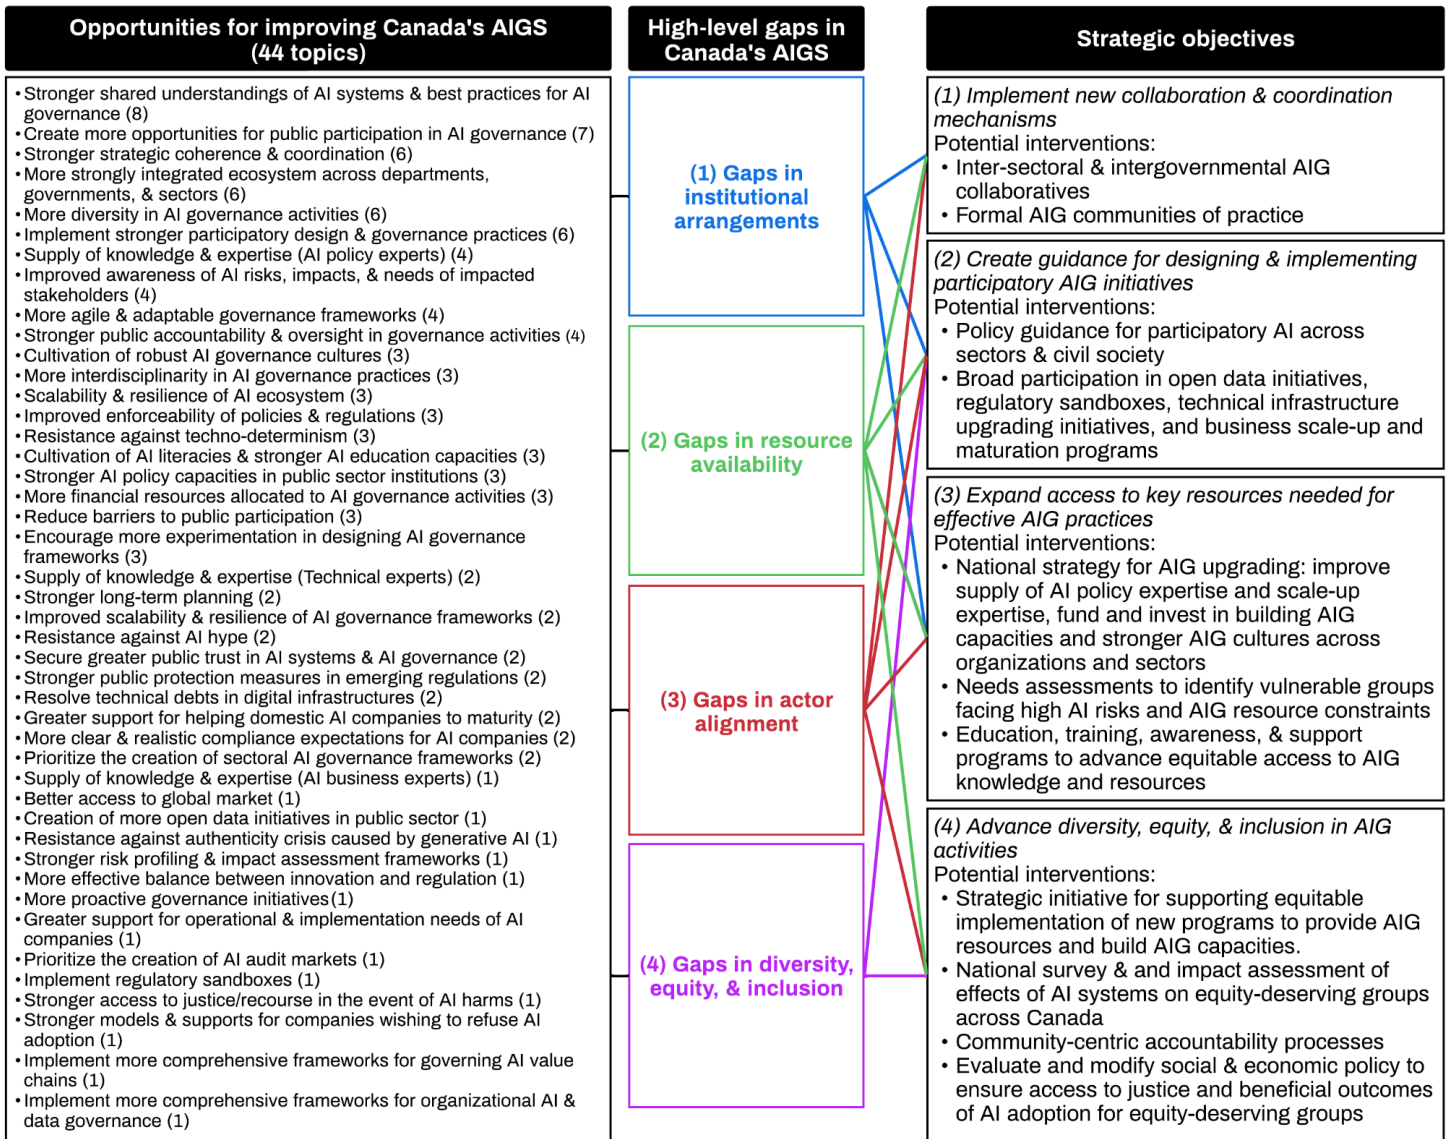 Opportunities for improving Canada's AIGS
(44 topics)
•Stronger shared understandings of AI systems & best practices for AI
governance (8)
•Create more opportunities for public participation in AI governance (7)
•Stronger strategic coherence & coordination (6)
•More strongly integrated ecosystem across departments,
governments, & sectors (6)
•More diversity in AI governance activities (6)
•Implement stronger participatory design & governance practices (6)
•Supply of knowledge & expertise (AI policy experts) (4)
•Improved awareness of AI risks, impacts, & needs of impacted
stakeholders (4)
•More agile & adaptable governance frameworks (4)
•Stronger public accountability & oversight in governance activities (4)
•Cultivation of robust AI governance cultures (3)
•More interdisciplinarity in AI governance practices (3)
•Scalability & resilience of AI ecosystem (3)
•Improved enforceability of policies & regulations (3)
•Resistance against techno-determinism (3)
•Cultivation of AI literacies & stronger AI education capacities (3)
•Stronger AI policy capacities in public sector institutions (3)
•More financial resources allocated to AI governance activities (3)
•Reduce barriers to public participation (3)
•Encourage more experimentation in designing AI governance
frameworks (3)
•Supply of knowledge & expertise (Technical experts) (2)
•Stronger long-term planning (2)
•Improved scalability & resilience of AI governance frameworks (2)
•Resistance against AI hype (2)
•Secure greater public trust in AI systems & AI governance (2)
•Stronger public protection measures in emerging regulations (2)
•Resolve technical debts in digital infrastructures (2)
•Greater support for helping domestic AI companies to maturity (2)
•More clear & realistic compliance expectations for AI companies (2)
•Prioritize the creation of sectoral AI governance frameworks (2)
•Supply of knowledge & expertise (AI business experts) (1)
•Better access to global market (1)
•Creation of more open data initiatives in public sector (1)
•Resistance against authenticity crisis caused by generative AI (1)
•Stronger risk profiling & impact assessment frameworks (1)
•More effective balance between innovation and regulation (1)
•More proactive governance initiatives(1)
•Greater support for operational & implementation needs of AI
companies (1)
•Prioritize the creation of AI audit markets (1)
•Implement regulatory sandboxes (1)
•Stronger access to justice/recourse in the event of AI harms (1)
•Stronger models & supports for companies wishing to refuse AI
adoption (1)
•Implement more comprehensive frameworks for governing AI value
chains (1)
•Implement more comprehensive frameworks for organizational AI &
data governance (1)
High-level gaps in
Canada's AIGS
(1) Gaps in
institutional
arrangements
(2) Gaps in resource
availability
(3) Gaps in actor
alignment
(4) Gaps in diversity,
equity, & inclusion
Strategic objectives
(1) Implement new collaboration & coordination
mechanisms
Potential interventions:
• Inter-sectoral & intergovernmental AIG
collaboratives
• Formal AIG communities of practice
(2) Create guidance for designing & implementing
participatory AIG initiatives
Potential interventions:
• Policy guidance for participatory AI across
sectors & civil society
• Broad participation in open data initiatives,
regulatory sandboxes, technical infrastructure
upgrading initiatives, and business scale-up and
maturation programs
(3) Expand access to key resources needed for
effective AIG practices
Potential interventions:
• National strategy for AIG upgrading: improve
supply of AI policy expertise and scale-up
expertise, fund and invest in building AIG
capacities and stronger AIG cultures across
organizations and sectors
• Needs assessments to identify vulnerable groups
facing high AI risks and AIG resource constraints
• Education, training, awareness, & support
programs to advance equitable access to AIG
knowledge and resources
(4) Advance diversity, equity, & inclusion in AIG
activities
Potential interventions:
• Strategic initiative for supporting equitable
implementation of new programs to provide AIG
resources and build AIG capacities.
• National survey & and impact assessment of
effects of AI systems on equity-deserving groups
across Canada
• Community-centric accountability processes
• Evaluate and modify social & economic policy to
ensure access to justice and beneficial outcomes
of AI adoption for equity-deserving groups